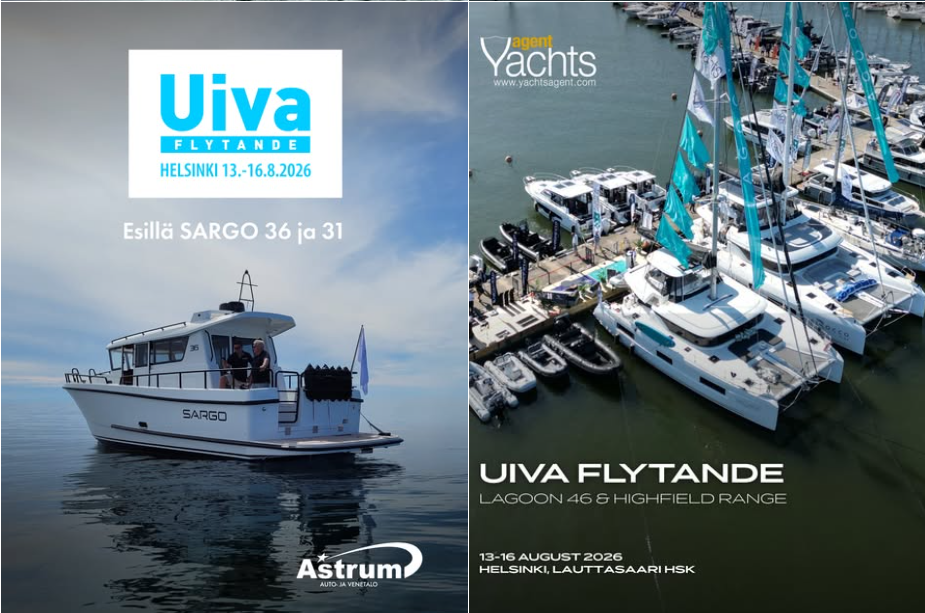 Uiva
FLYTANDE
HELSINKI 13.-16.8.2026
Esillä SARGO 36 ja 31
SARGO
Astrum
AUTO- JA VENETALO
agent
Yachts
www.yachtsagent.com
UIVA FLYTANDE
LAGOON 46 & HIGHFIELD RANGE
13-16 AUGUST 2026
HELSINKI, LAUTTASAARI HSK